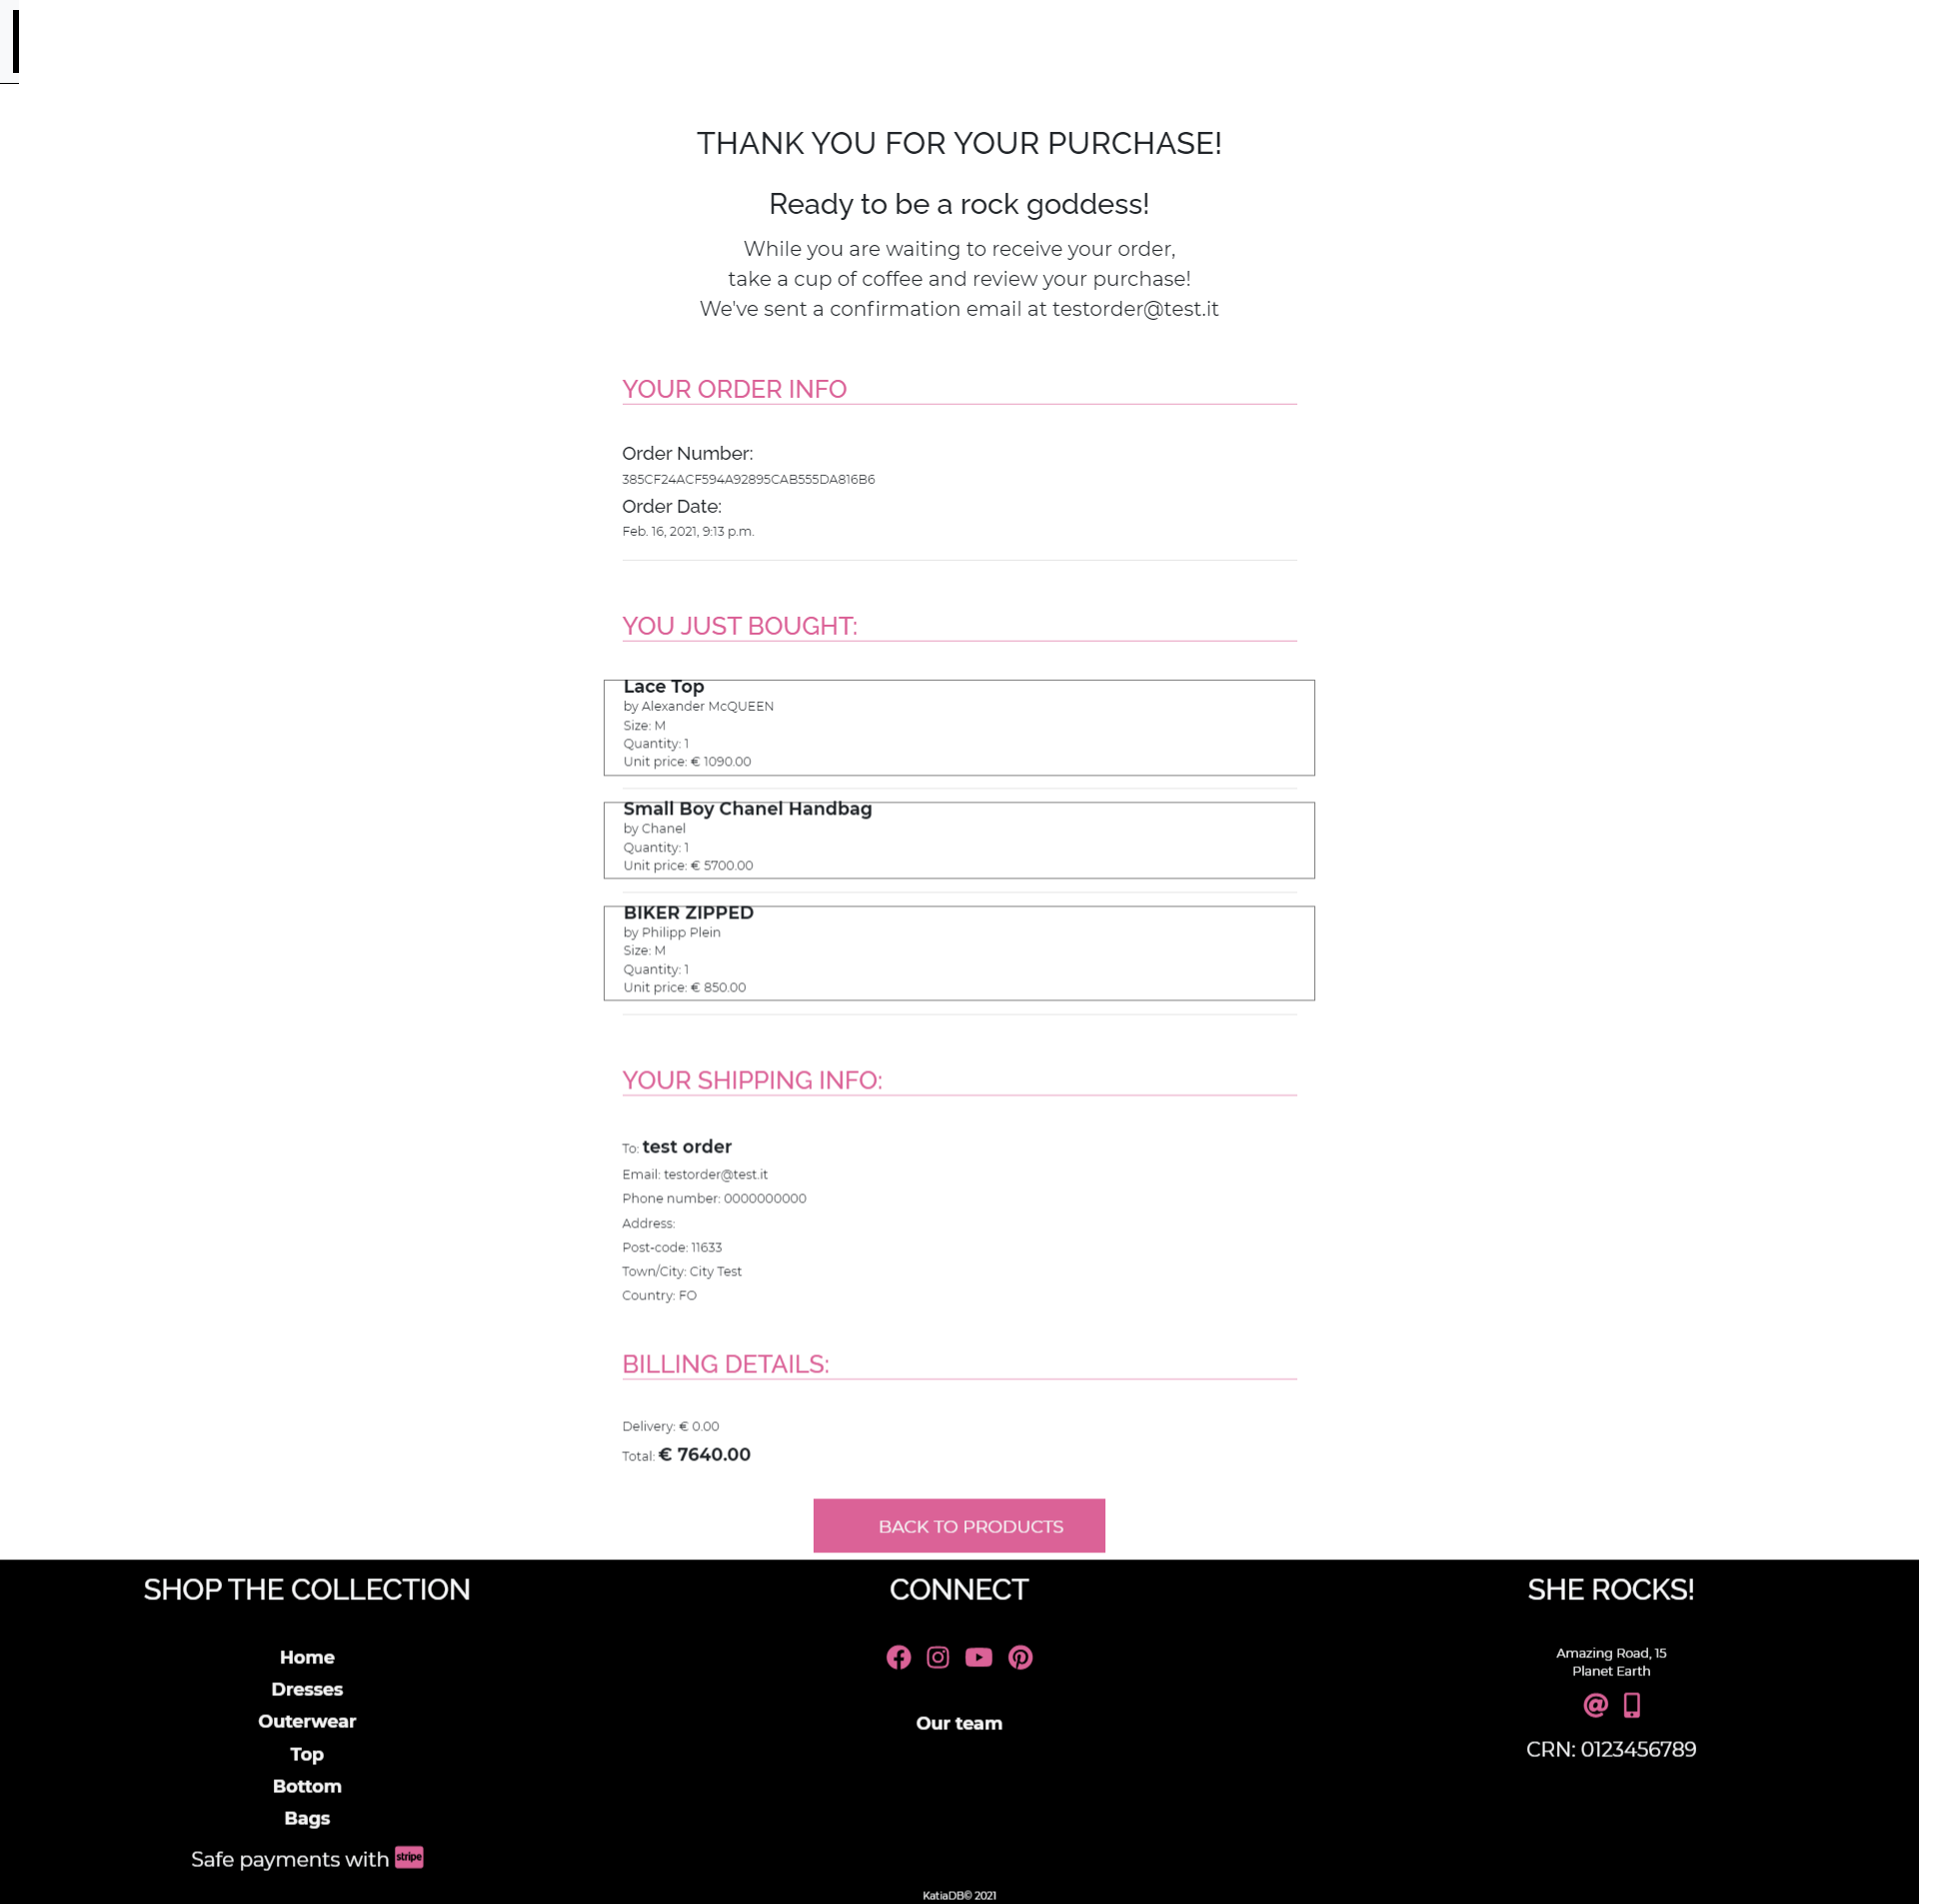 THANK YOU FOR YOUR PURCHASE!
Ready to be a rock goddess!
While you are waiting to receive your order,
take a cup of coffee and review your purchase!
We've sent a confirmation email at testorder@test.it
YOUR ORDER INFO
Order Number:
385CF24ACF594A92895CAB555DA816B6
Order Date:
Feb. 16, 2021, 9:13 p.m.
YOU JUST BOUGHT:
Lace Top
by Alexander McQUEEN
Size: M
Quantity: 1
Unit price: € 1090.00
Small Boy Chanel Handbag
by Chanel
Quantity: 1
Unit price: € 5700.00
BIKER ZIPPED
by Philipp Plein
Size: M
Quantity: 1
Unit price: € 850.00
YOUR SHIPPING INFO:
To: test order
Email: testorder@test.it
Phone number: 0000000000
Address:
Post-code: 11633
Town/City: City Test
Country: FO
BILLING DETAILS:
Delivery: € 0.00
Total: € 7640.00
BACK TO PRODUCTS
SHOP THE COLLECTION
Home
Dresses
Outerwear
Top
Bottom
Bags
Safe payments with stripe
CONNECT
Our team
SHE ROCKS!
Amazing Road, 15
Planet Earth
CRN: 0123456789
KatiaDB© 2021